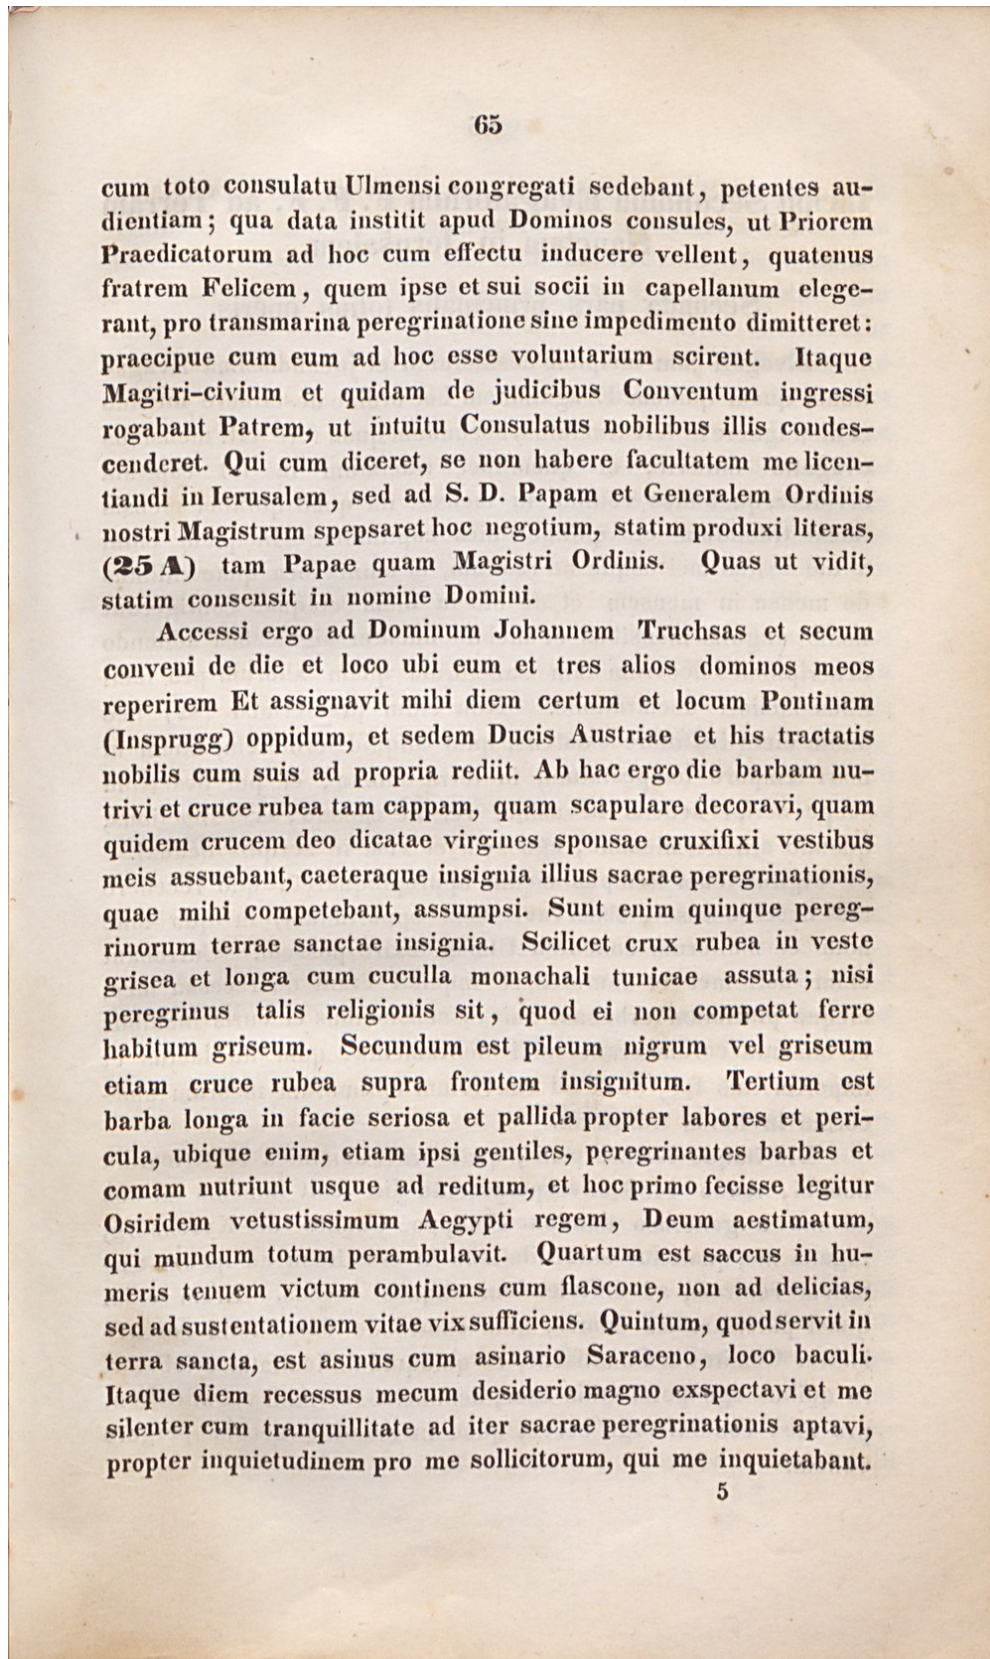 65
cum toto consulatu Ulmensi congregati sedebant, petentes au-
dientiam; qua data institit apud Dominos consules, ut Priorem
Praedicatorum ad hoc cum effectu inducere vellent, quatenus
fratrem Felicem, quem ipse et sui socii in capellanum elege-
rant, pro transmarina peregrinatione sine impedimento dimitteret:
praecipue cum eum ad hoc esse voluntarium scirent. Itaque
Magitri-civium et quidam de judicibus Conventum ingressi
rogabant Patrem, ut intuitu Consulatus nobilibus illis condes-
cenderet. Qui cum diceret, se non habere facultatem me licen-
tiandi in Ierusalem, sed ad S. D. Papam et Generalem Ordinis
nostri Magistrum spepsaret hoc negotium, statim produxi literas,
(25 A) tam Papae quam Magistri Ordinis. Quas ut vidit,
statim consensit in nomine Domini.
Accessi ergo ad Dominum Johannem Truchsas et secum
conveni de die et loco ubi eum et tres alios dominos meos
reperirem Et assignavit mihi diem certum et locum Pontinam
(Insprugg) oppidum, et sedem Ducis Austriae et his tractatis
nobilis cum suis ad propria rediit. Ab hac ergo die barbam nu-
trivi et cruce rubea tam cappam, quam scapulare decoravi, quam
quidem crucem deo dicatae virgines sponsae cruxifixi vestibus
meis assuebant, caeteraque insignia illius sacrae peregrinationis,
quae mihi competebant, assumpsi. Sunt enim quinque pereg-
rinorum terrae sanctae insignia. Scilicet crux rubea in veste
grisea et longa cum cuculla monachali tunicae assuta; nisi
peregrinus talis religionis sit, quod ei non competat ferre
habitum griseum. Secundum est pileum nigrum vel griseum
etiam cruce rubea supra frontem insignitum. Tertium est
barba longa in facie seriosa et pallida propter labores et peri-
cula, ubique enim, etiam ipsi gentiles, peregrinantes barbas et
comam nutriunt usque ad reditum, et hoc primo fecisse legitur
Osiridem vetustissimum Aegypti regem, Deum aestimatum,
qui mundum totum perambulavit. Quartum est saccus in hu-
meris tenuem victum continens cum flascone, non ad delicias,
sed ad sustentationem vitae vix sufficiens. Quintum, quod servit in
terra sancta, est asinus cum asinario Saraceno, loco baculi.
Itaque diem recessus mecum desiderio magno exspectavi et me
silenter cum tranquillitate ad iter sacrae peregrinationis aptavi,
propter inquietudinem pro me sollicitorum, qui me inquietabant.
5